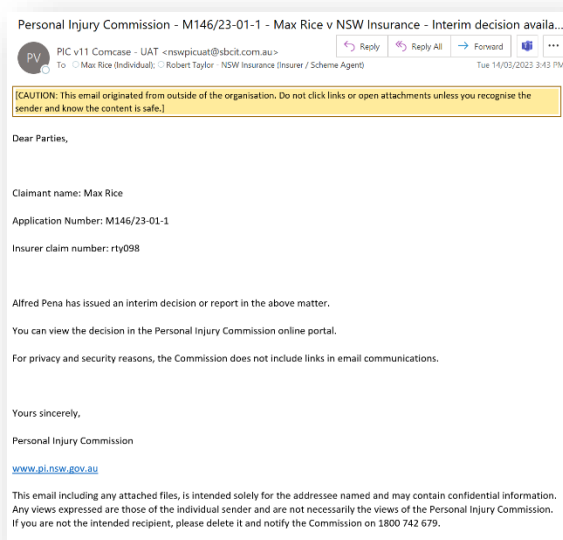 Personal Injury Commission - M146/23-01-1 - Max Rice v NSW Insurance - Interim decision availa...
PV
PIC v11 Comcase - UAT <nswpicuat@sbcit.com.au>
To Max Rice (Individual); Robert Taylor - NSW Insurance (Insurer / Scheme Agent)
Reply Reply All Forward ...
Tue 14/03/2023 3:43 PM
[CAUTION: This email originated from outside of the organisation. Do not click links or open attachments unless you recognise the
sender and know the content is safe.]
Dear Parties,
Claimant name: Max Rice
Application Number: M146/23-01-1
Insurer claim number: rty098
Alfred Pena has issued an interim decision or report in the above matter.
You can view the decision in the Personal Injury Commission online portal.
For privacy and security reasons, the Commission does not include links in email communications.
Yours sincerely,
Personal Injury Commission
www.pi.nsw.gov.au
This email including any attached files, is intended solely for the addressee named and may contain confidential information.
Any views expressed are those of the individual sender and are not necessarily the views of the Personal Injury Commission.
If you are not the intended recipient, please delete it and notify the Commission on 1800 742 679.